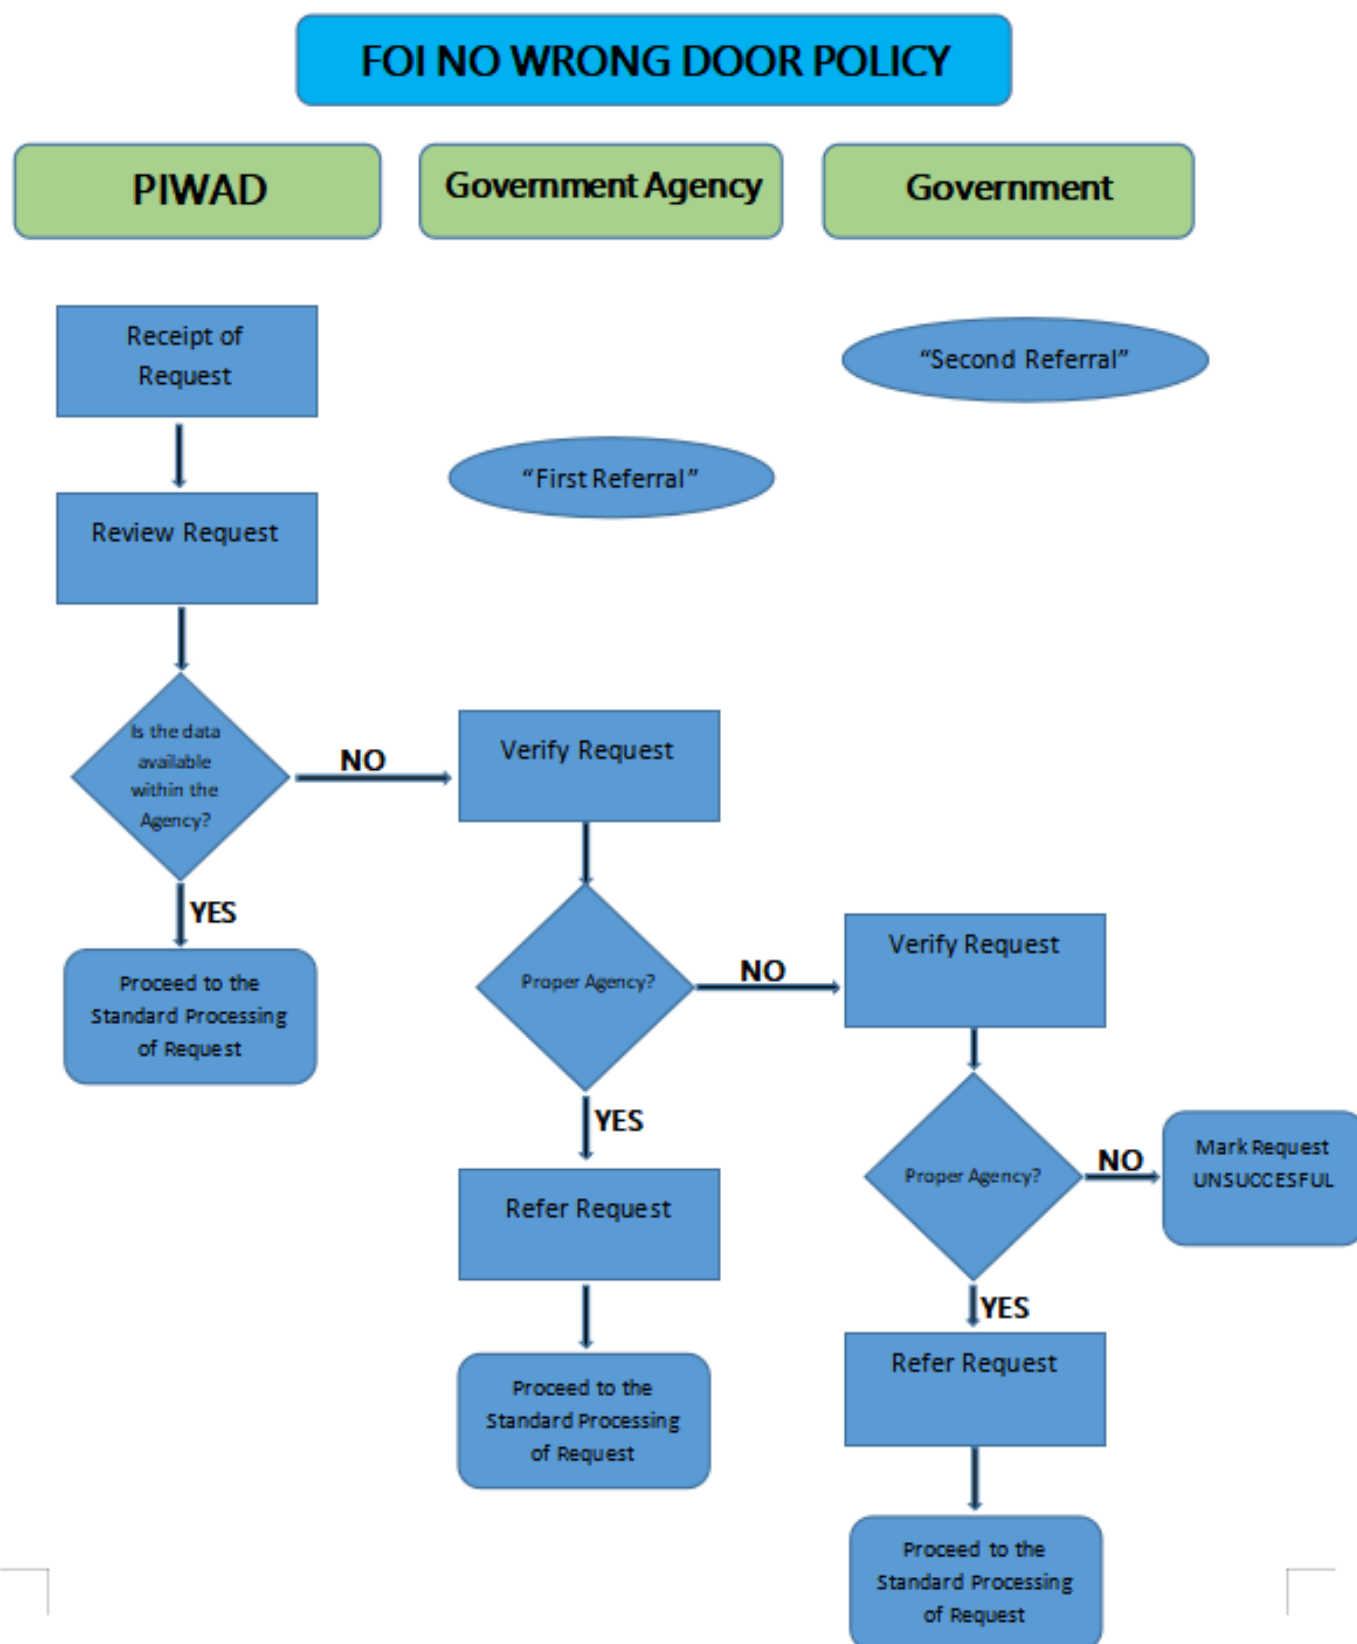 FOI NO WRONG DOOR POLICY
PIWAD
Government Agency
Government
Receipt of
Request
"Second Referral"
"First Referral"
Review Request
Is the data
available
within the
Agency?
NO
Verify Request
YES
Proceed to the
Standard Processing
of Request
Proper Agency?
NO
Verify Request
YES
Refer Request
Proper Agency?
NO
Mark Request
UNSUCCESFUL
YES
Refer Request
Proceed to the
Standard Processing
of Request
Proceed to the
Standard Processing
of Request